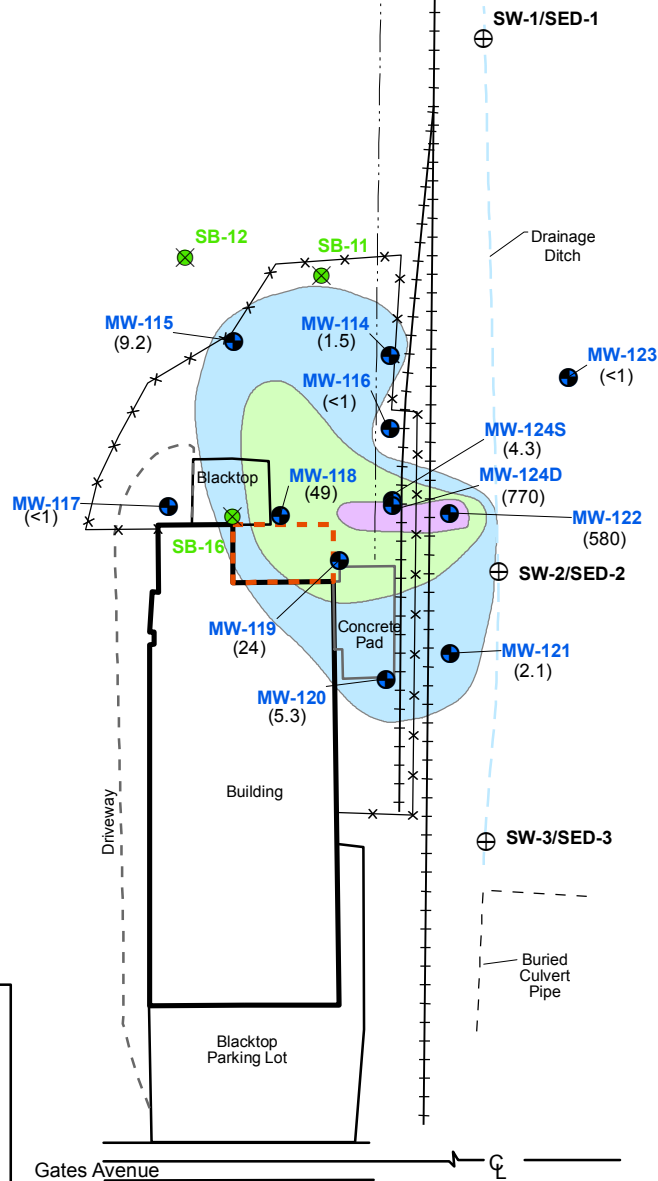 SW-1/SED-1
SB-12
SB-11
Drainage
Ditch
MW-115
(9.2)
MW-114
(1.5)
MW-123
(<1)
MW-116
(<1)
MW-124S
(4.3)
MW-124D
(770)
Blacktop
MW-118
(49)
MW-117
(<1)
MW-122
(580)
SB-16
SW-2/SED-2
MW-119
(24)
Concrete
Pad
MW-121
(2.1)
MW-120
(5.3)
Building
Driveway
SW-3/SED-3
Buried
Culvert
Pipe
Blacktop
Parking Lot
Gates Avenue
℄